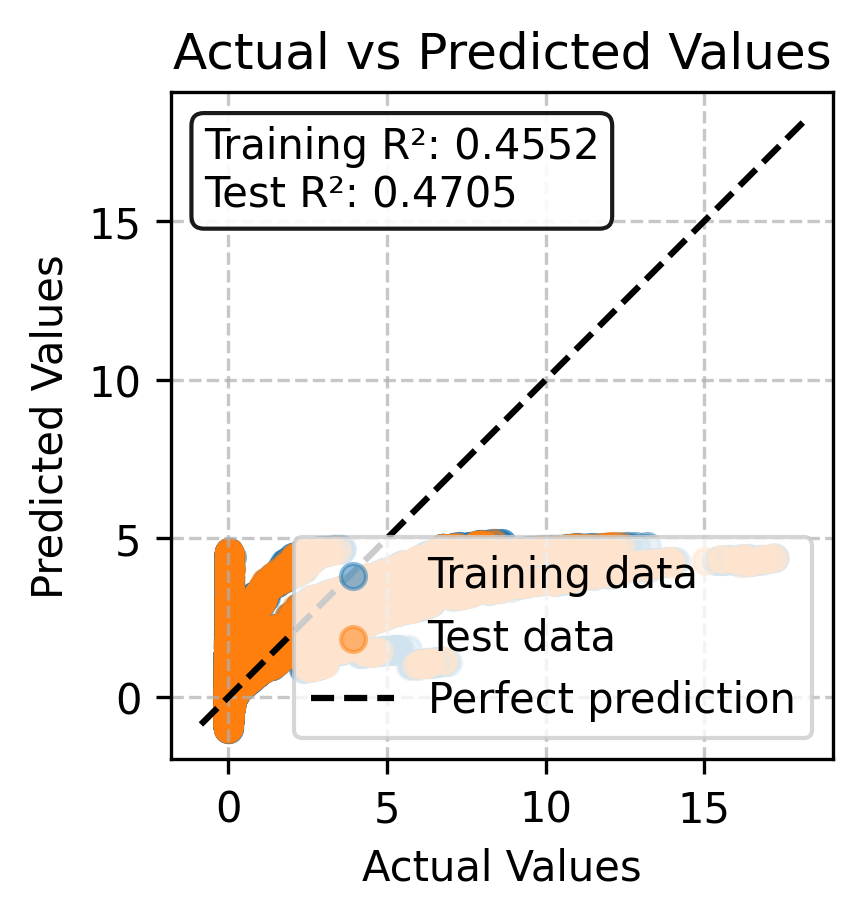 Actual vs Predicted Values
Training R²: 0.4552
Test R²: 0.4705
15
10
5
0
Predicted Values
Training data
Test data
Perfect prediction
0
5
10
15
Actual Values